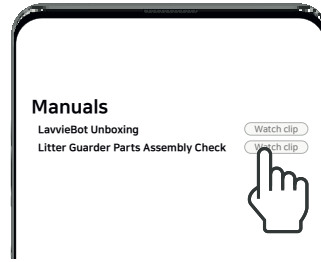 Manuals
LavvieBot Unboxing Watch clip
Litter Guarder Parts Assembly Check Watch clip